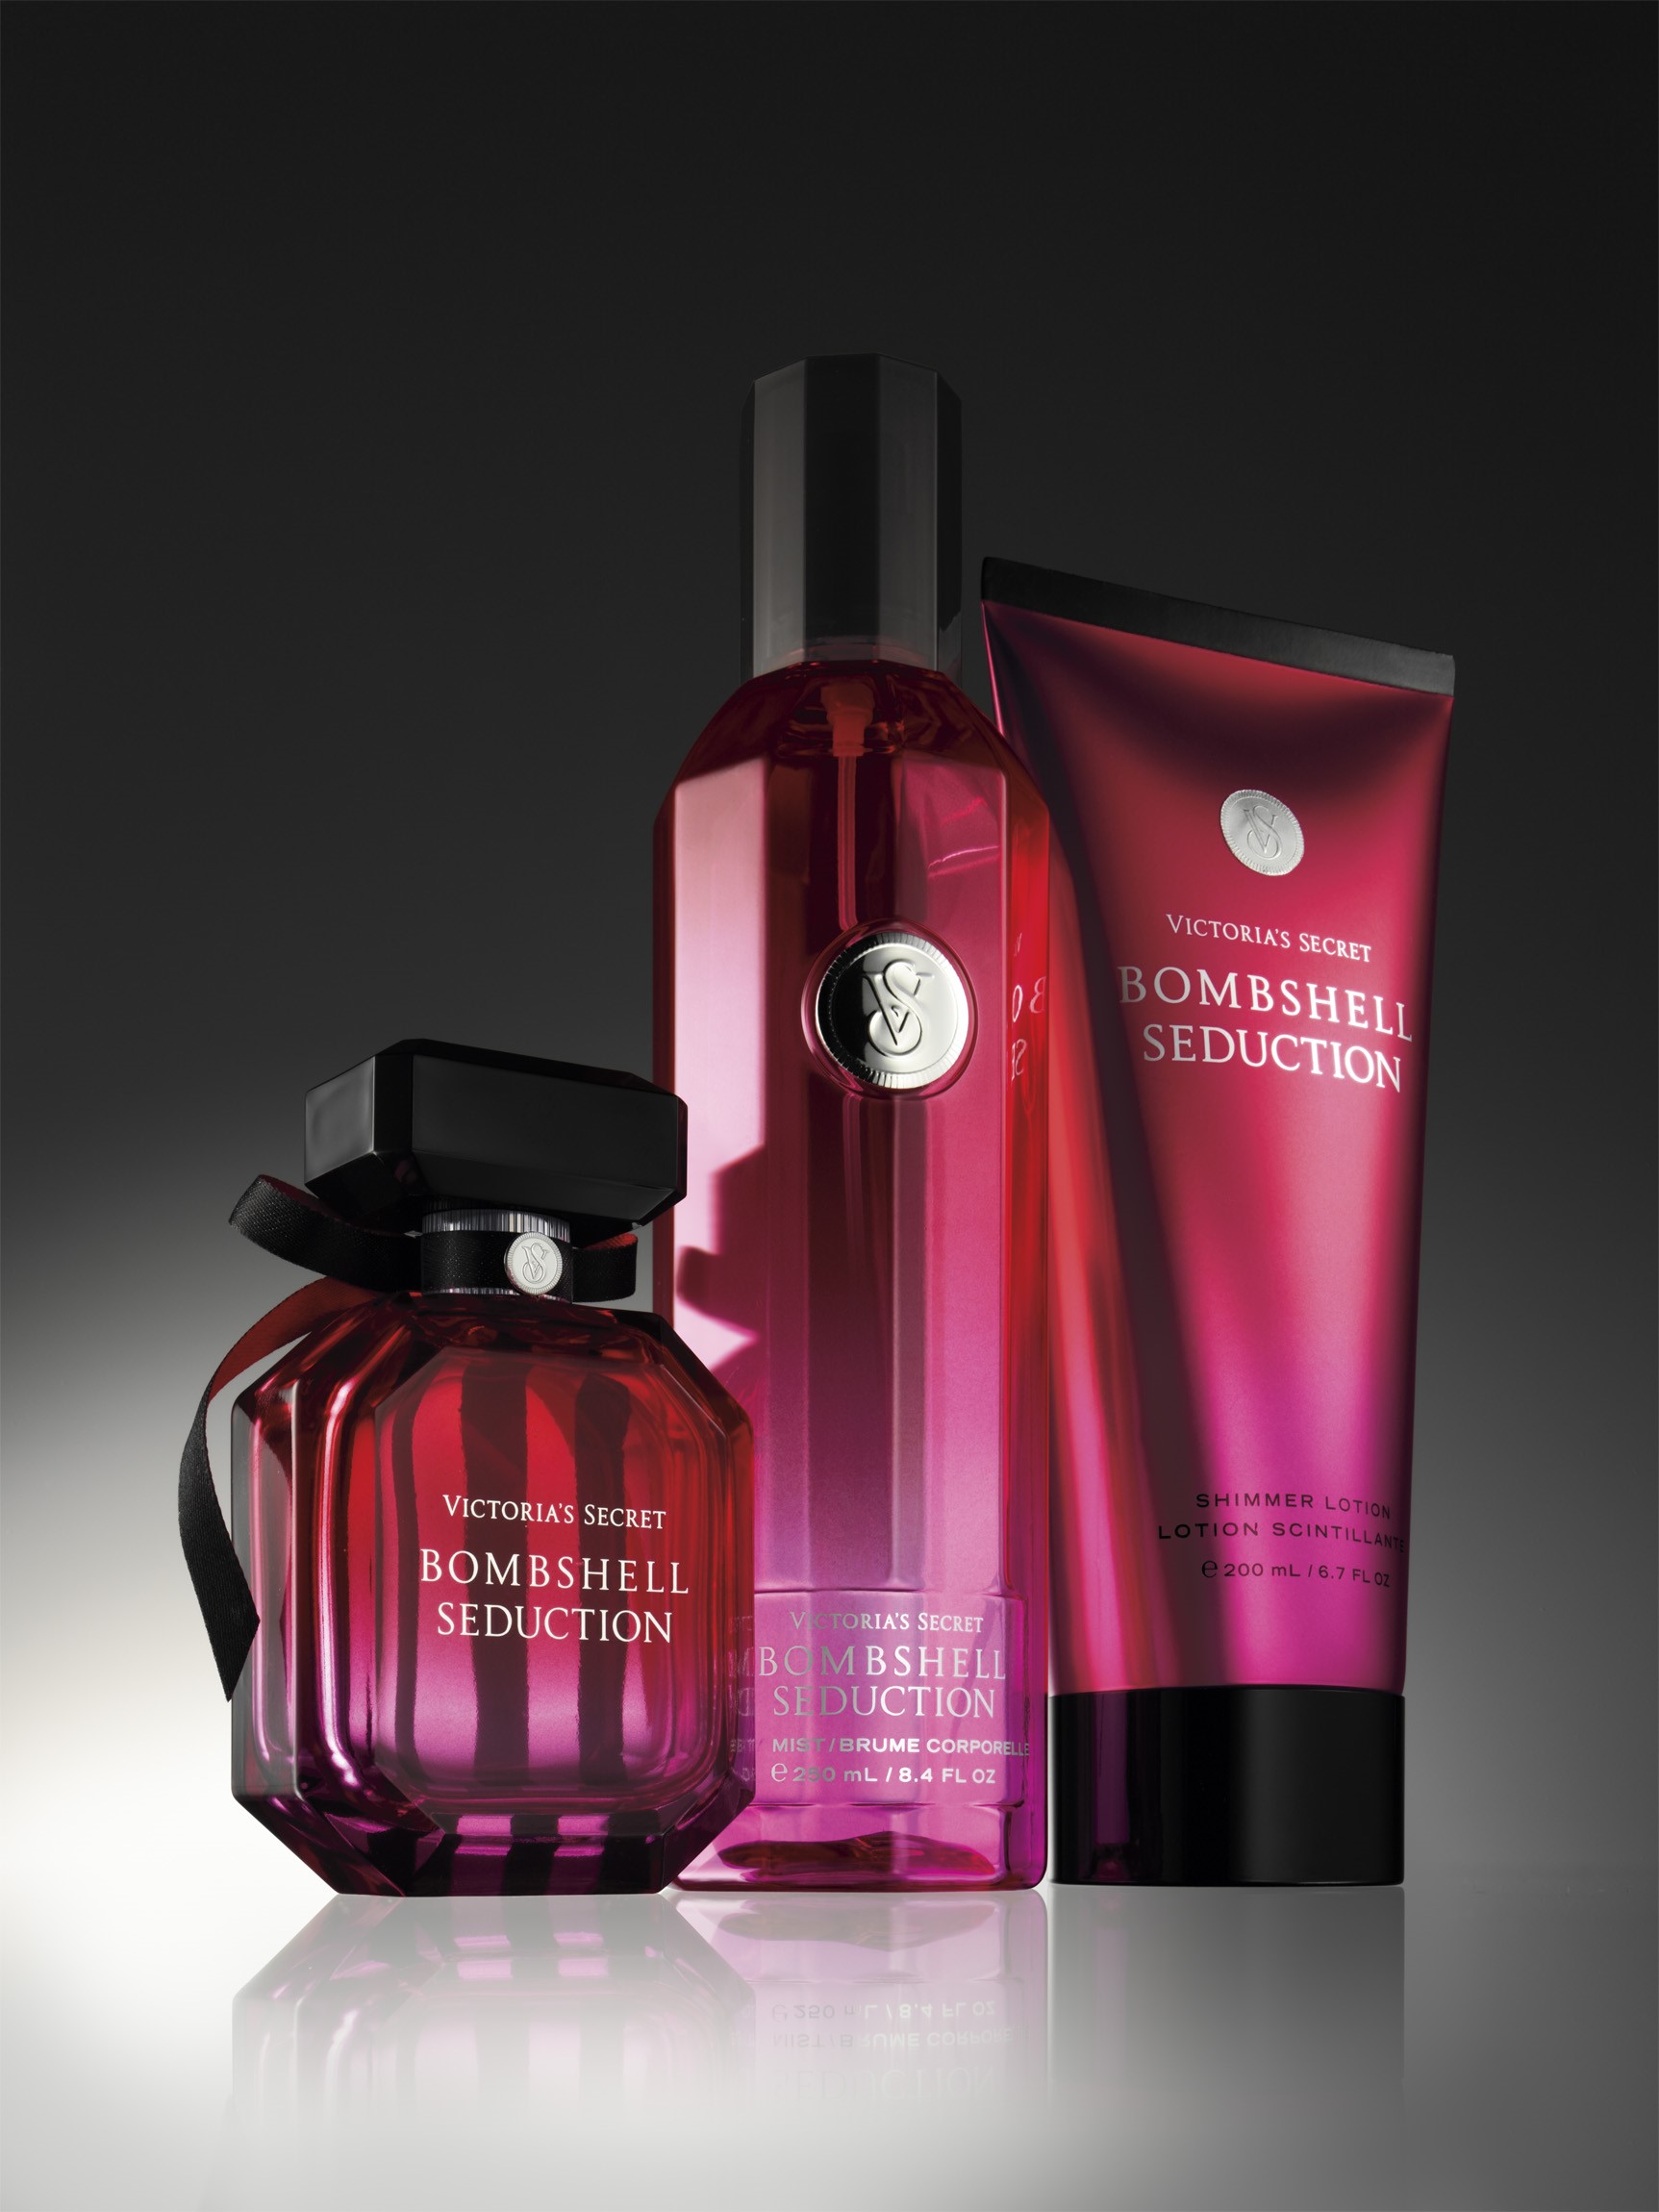 VICTORIA'S SECRET
BOMBSHELL
SEDUCTION
VICTORIA'S SECRET
BOMBSHELL
SEDUCTION
MIST/BRUME CORPORELLE
e 250 mL / 8.4 FL OZ
VS
VICTORIA'S SECRET
BOMBSHELL
SEDUCTION
SHIMMER LOTION
LOTION SCINTILLANTE
e 200 mL / 6.7 FL OZ